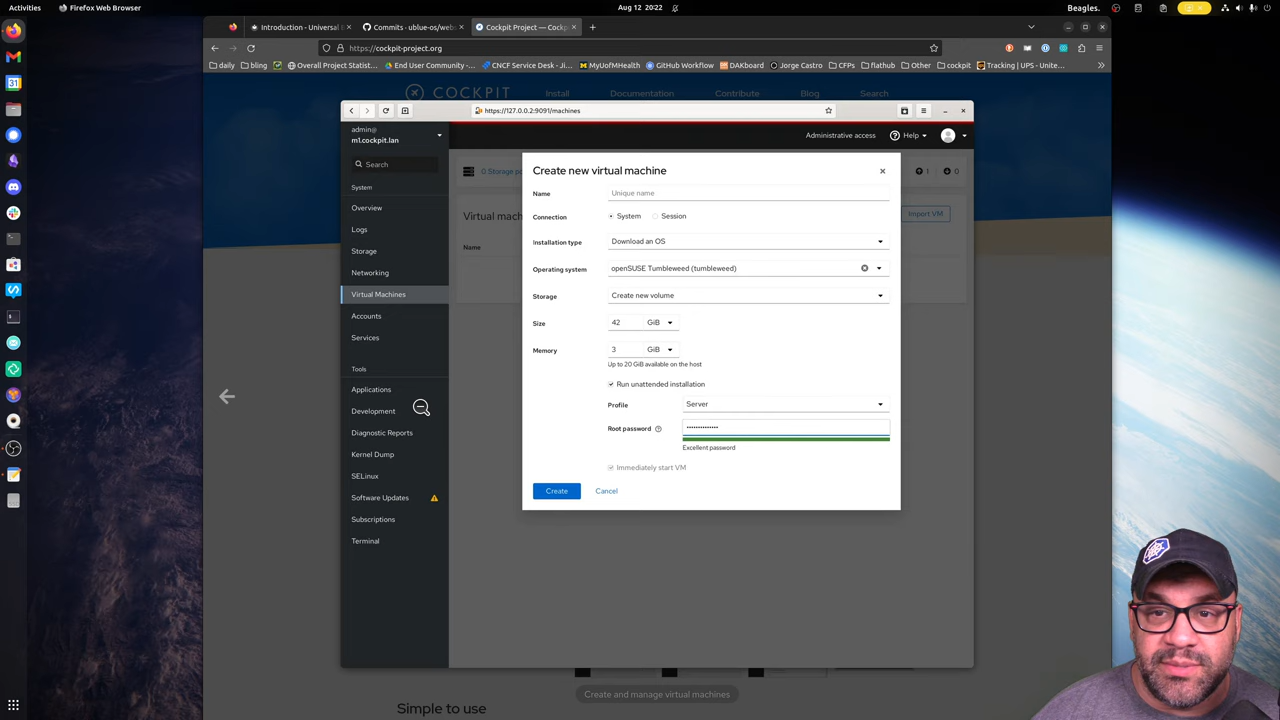 Activities Firefox Web Browser Aug 12 20:22 Beagles.
Introduction - Universal B Commits · ublue-os/web Cockpit Project — Cockp
https://cockpit-project.org
daily bling Overall Project Statist... End User Community -... CNCF Service Desk - Ji... MyUofMHealth GitHub Workflow DAKboard Jorge Castro CFPs flathub Other cockpit Tracking | UPS - Unite...
COCKPIT Install Documentation Contribute Blog Search
https://127.0.0.2:9091/machines
admin@
m1.cockpit.lan
Administrative access Help
Search
System
Overview
Logs
Storage
Networking
Virtual Machines
Accounts
Services
Tools
Applications
Development
Diagnostic Reports
Kernel Dump
SELinux
Software Updates
Subscriptions
Terminal
0 Storage po
1 0
Virtual mach
Import VM
Name
Create new virtual machine
Name Unique name
Connection System Session
Installation type Download an OS
Operating system openSUSE Tumbleweed (tumbleweed)
Storage Create new volume
Size 42 GiB
Memory 3 GiB
Up to 20 GiB available on the host
Run unattended installation
Profile Server
Root password ••••••••••••••
Excellent password
Immediately start VM
Create Cancel
Create and manage virtual machines
Simple to use